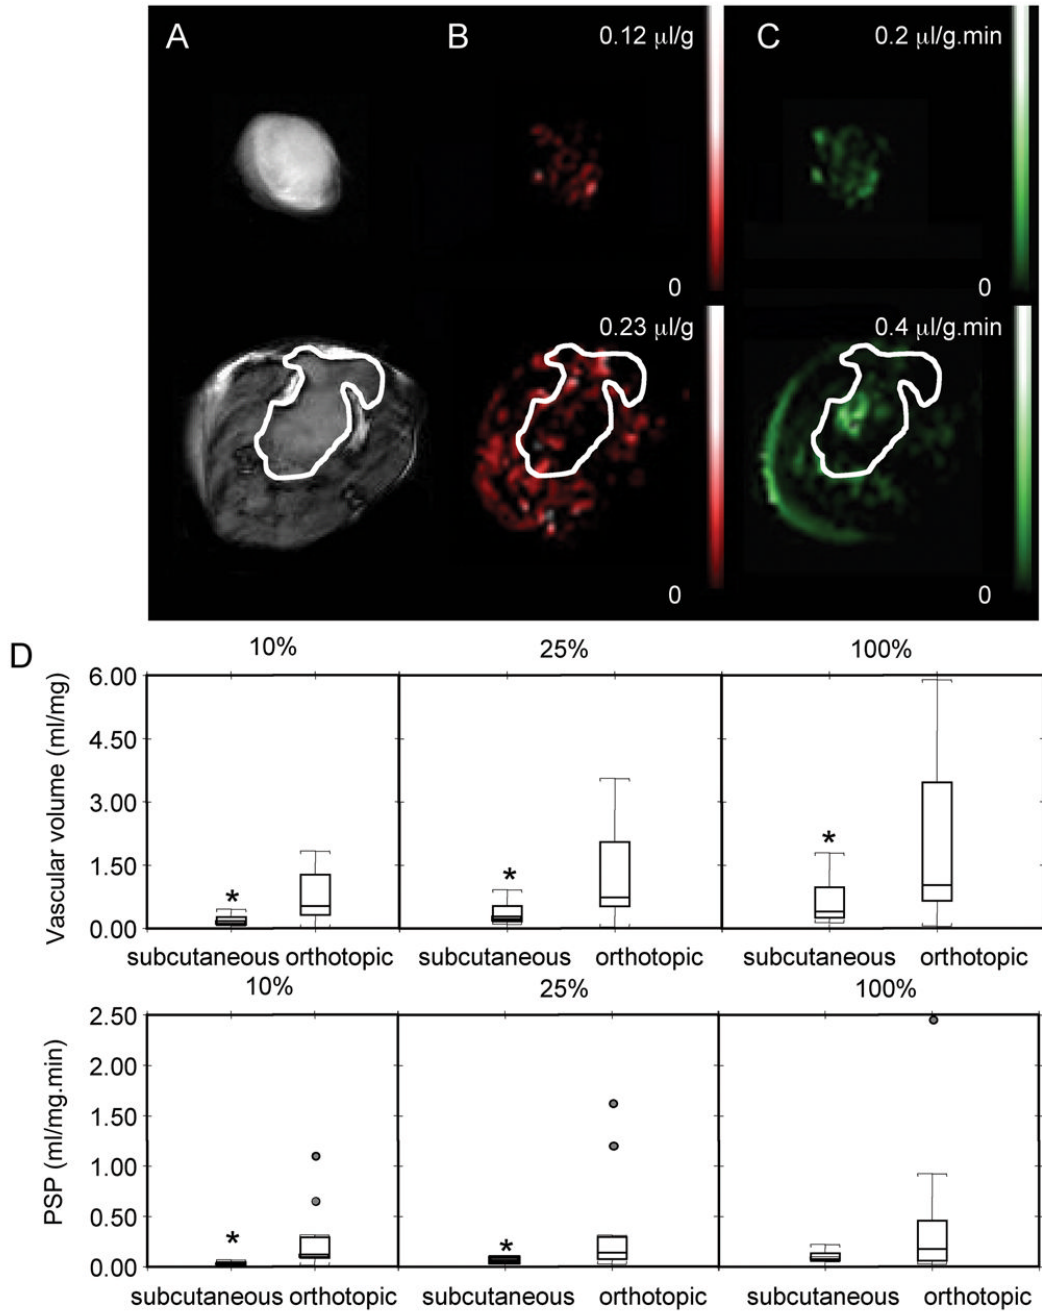 A B 0.12 µl/g C 0.2 µl/g.min
0 0
0.23 µl/g 0.4 µl/g.min
0 0
D 10% 25% 100%
Vascular volume (ml/mg)
6.00
4.50
3.00
1.50
0.00
* * *
subcutaneous orthotopic subcutaneous orthotopic subcutaneous orthotopic
10% 25% 100%
PSP (ml/mg.min)
2.50
2.00
1.50
1.00
0.50
0.00
* *
subcutaneous orthotopic subcutaneous orthotopic subcutaneous orthotopic